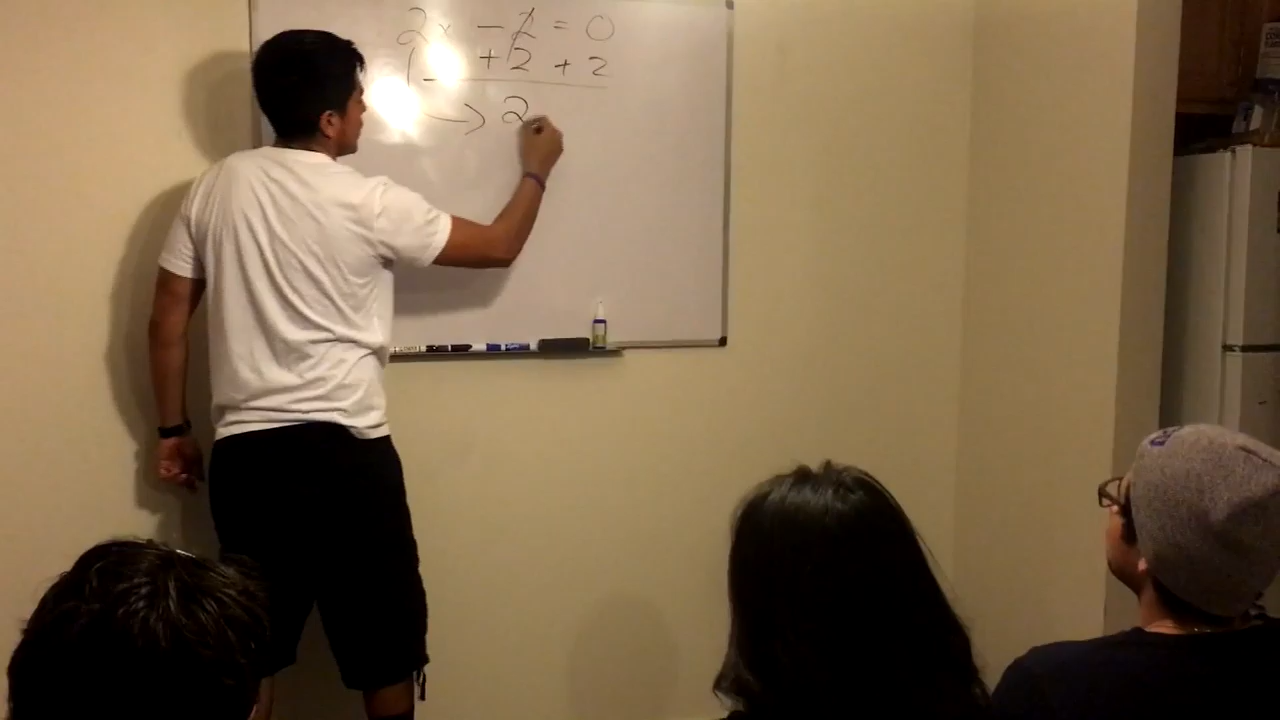 2x - 2 = 0
+ 2 + 2
→ 2